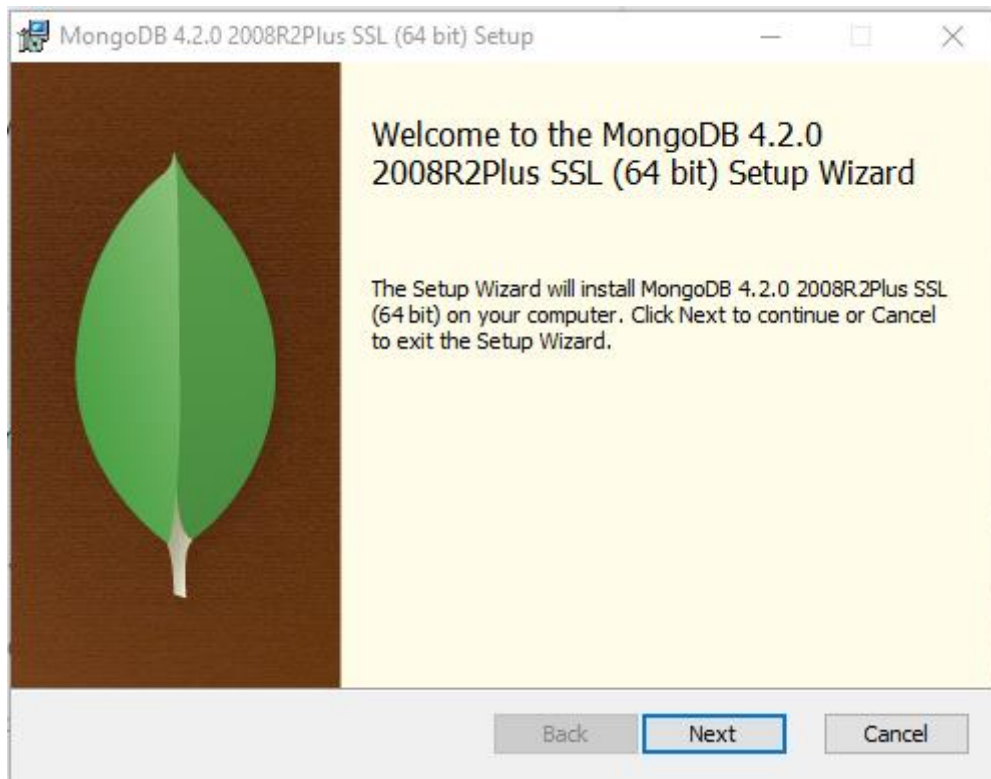 MongoDB 4.2.0 2008R2Plus SSL (64 bit) Setup
Welcome to the MongoDB 4.2.0
2008R2Plus SSL (64 bit) Setup Wizard
The Setup Wizard will install MongoDB 4.2.0 2008R2Plus SSL
(64 bit) on your computer. Click Next to continue or Cancel
to exit the Setup Wizard.
Back Next Cancel